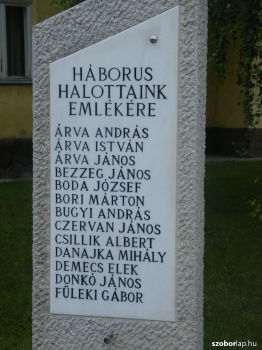 HÁBORUS
HALOTTAINK
EMLÉKÉRE
ÁRVA ANDRÁS
ÁRVA ISTVÁN
ÁRVA JÁNOS
BEZZEG JÁNOS
BODA JÓZSEF
BORI MÁRTON
BUGYI ANDRÁS
CZERVAN JÁNOS
CSILLIK ALBERT
DANAJKA MIHÁLY
DEMECS ELEK
DONKÓ JÁNOS
FÜLEKI GÁBOR
szoborlap.hu